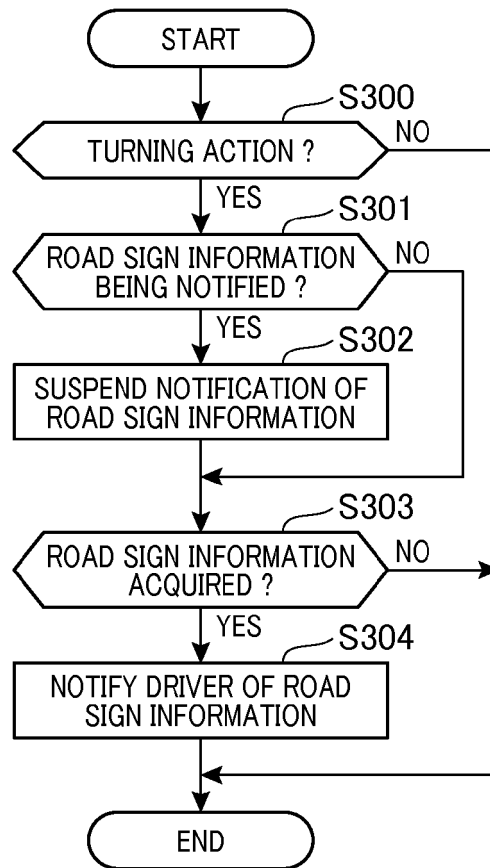 START
S300
TURNING ACTION ?
NO
YES
S301
ROAD SIGN INFORMATION
BEING NOTIFIED ?
NO
YES
S302
SUSPEND NOTIFICATION OF
ROAD SIGN INFORMATION
S303
ROAD SIGN INFORMATION
ACQUIRED ?
NO
YES
S304
NOTIFY DRIVER OF ROAD
SIGN INFORMATION
END